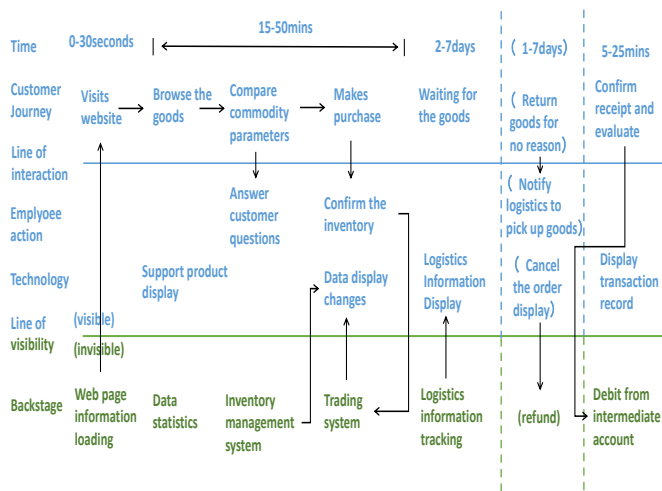 Time
0-30seconds
15-50mins
2-7days
( 1-7days)
5-25mins
Customer
Journey
Visits
website
Browse the
goods
Compare
commodity
parameters
Makes
purchase
Waiting for
the goods
( Return
goods for
no reason)
Confirm
receipt and
evaluate
Line of
interaction
Emplyoee
action
Answer
customer
questions
Confirm the
inventory
( Notify
logistics to
pick up goods)
Technology
Support product
display
Data display
changes
Logistics
Information
Display
( Cancel
the order
display)
Display
transaction
record
Line of
visibility
(visible)
(invisible)
Backstage
Web page
information
loading
Data
statistics
Inventory
management
system
Trading
system
Logistics
information
tracking
(refund)
Debit from
intermediate
account